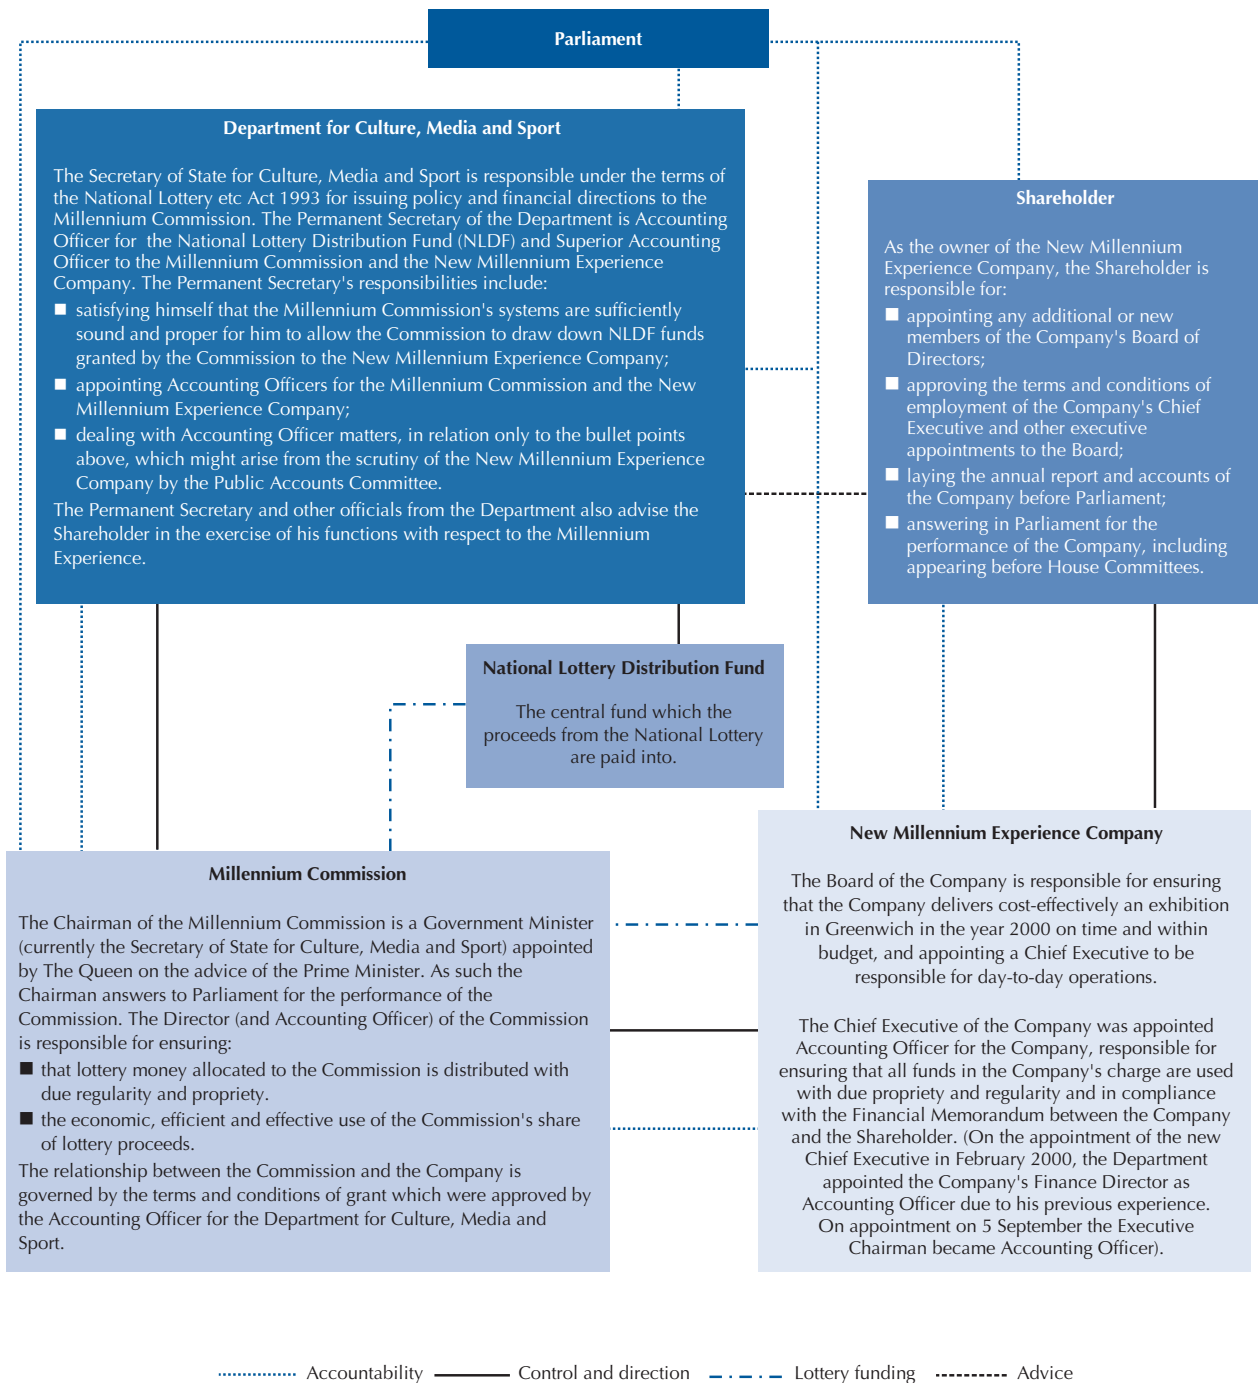 Parliament
Department for Culture, Media and Sport
The Secretary of State for Culture, Media and Sport is responsible under the terms of
the National Lottery etc Act 1993 for issuing policy and financial directions to the
Millennium Commission. The Permanent Secretary of the Department is Accounting
Officer for the National Lottery Distribution Fund (NLDF) and Superior Accounting
Officer to the Millennium Commission and the New Millennium Experience
Company. The Permanent Secretary's responsibilities include:
■ satisfying himself that the Millennium Commission's systems are sufficiently
sound and proper for him to allow the Commission to draw down NLDF funds
granted by the Commission to the New Millennium Experience Company;
■ appointing Accounting Officers for the Millennium Commission and the New
Millennium Experience Company;
■ dealing with Accounting Officer matters, in relation only to the bullet points
above, which might arise from the scrutiny of the New Millennium Experience
Company by the Public Accounts Committee.
The Permanent Secretary and other officials from the Department also advise the
Shareholder in the exercise of his functions with respect to the Millennium
Experience.
Shareholder
As the owner of the New Millennium
Experience Company, the Shareholder is
responsible for:
■ appointing any additional or new
members of the Company's Board of
Directors;
■ approving the terms and conditions of
employment of the Company's Chief
Executive and other executive
appointments to the Board;
■ laying the annual report and accounts of
the Company before Parliament;
■ answering in Parliament for the
performance of the Company, including
appearing before House Committees.
National Lottery Distribution Fund
The central fund which the
proceeds from the National Lottery
are paid into.
Millennium Commission
The Chairman of the Millennium Commission is a Government Minister
(currently the Secretary of State for Culture, Media and Sport) appointed
by The Queen on the advice of the Prime Minister. As such the
Chairman answers to Parliament for the performance of the
Commission. The Director (and Accounting Officer) of the Commission
is responsible for ensuring:
■ that lottery money allocated to the Commission is distributed with
due regularity and propriety.
■ the economic, efficient and effective use of the Commission's share
of lottery proceeds.
The relationship between the Commission and the Company is
governed by the terms and conditions of grant which were approved by
the Accounting Officer for the Department for Culture, Media and
Sport.
New Millennium Experience Company
The Board of the Company is responsible for ensuring
that the Company delivers cost-effectively an exhibition
in Greenwich in the year 2000 on time and within
budget, and appointing a Chief Executive to be
responsible for day-to-day operations.
The Chief Executive of the Company was appointed
Accounting Officer for the Company, responsible for
ensuring that all funds in the Company's charge are used
with due propriety and regularity and in compliance
with the Financial Memorandum between the Company
and the Shareholder. (On the appointment of the new
Chief Executive in February 2000, the Department
appointed the Company's Finance Director as
Accounting Officer due to his previous experience.
On appointment on 5 September the Executive
Chairman became Accounting Officer).
Accountability
Control and direction
Lottery funding
Advice